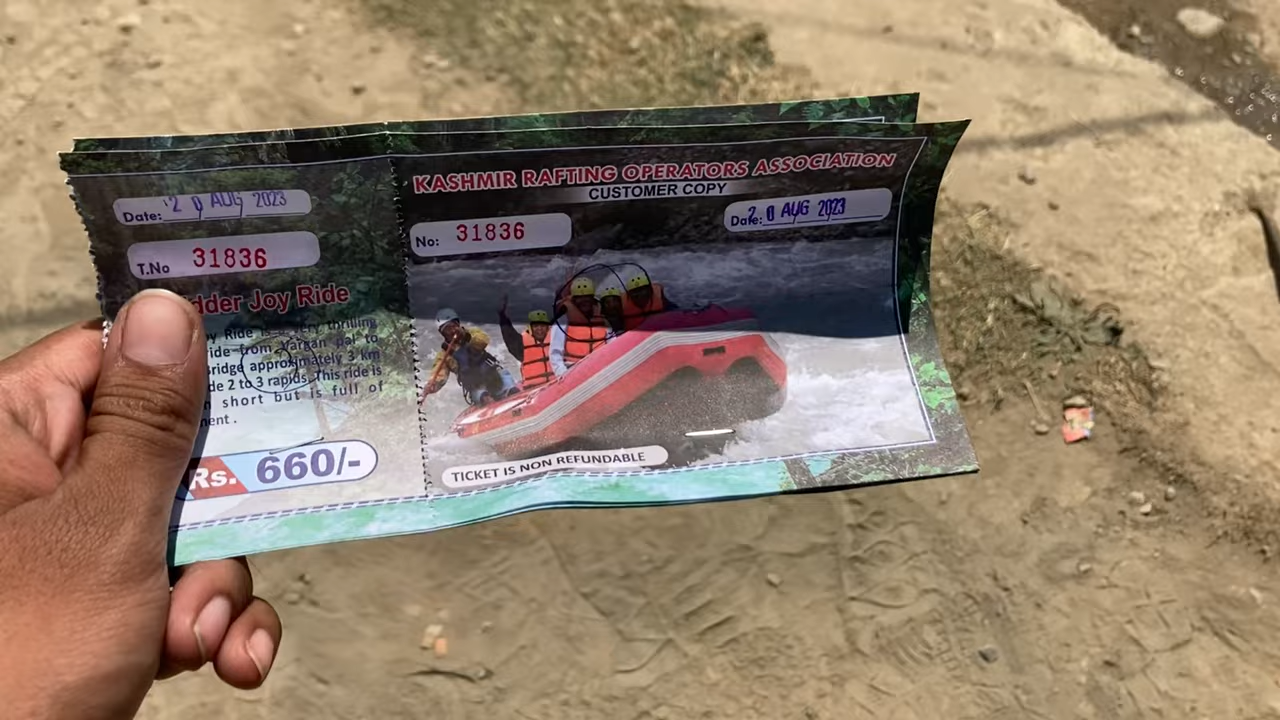 Date: 20 AUG 2023
T.No 31836
dder Joy Ride
oy Ride is very thrilling
ride from Vargan pal to
Bridge approximately 3 km
de 2 to 3 rapids. This ride is
short but is full of
ment.
Rs. 660/-
KASHMIR RAFTING OPERATORS ASSOCIATION
CUSTOMER COPY
No: 31836
Date: 20 AUG 2023
TICKET IS NON REFUNDABLE